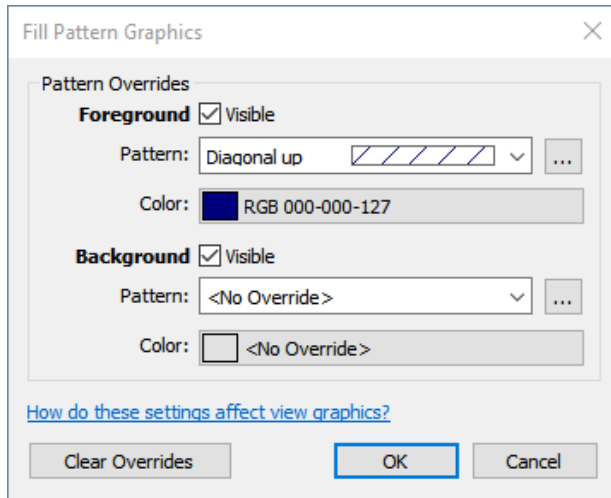 Fill Pattern Graphics
Pattern Overrides
Foreground Visible
Pattern: Diagonal up ...
Color: RGB 000-000-127
Background Visible
Pattern: <No Override> ...
Color: <No Override>
How do these settings affect view graphics?
Clear Overrides OK Cancel